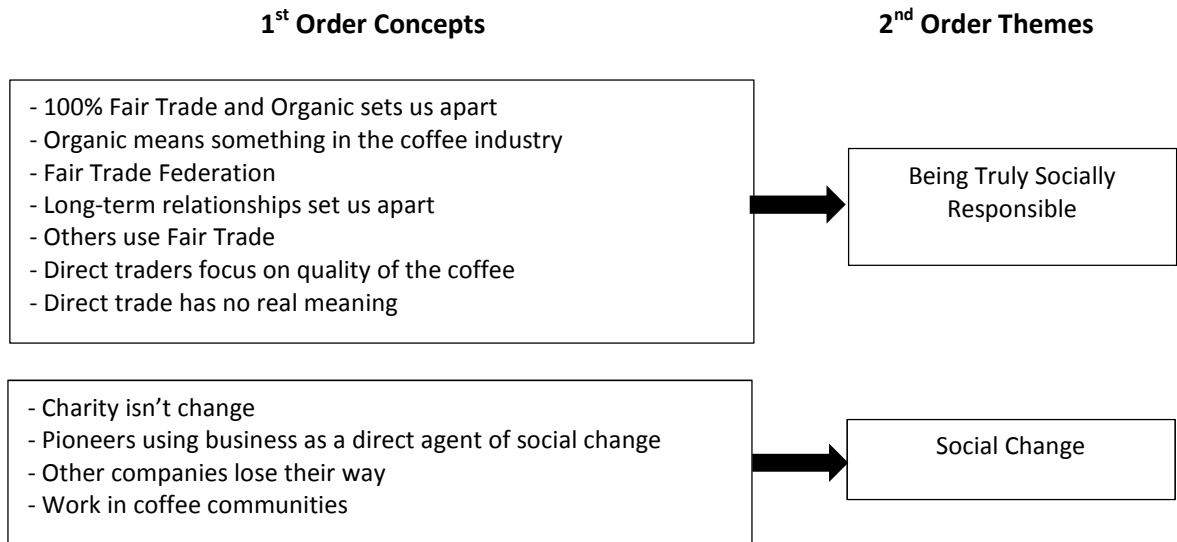 1st Order Concepts
2nd Order Themes
- 100% Fair Trade and Organic sets us apart
- Organic means something in the coffee industry
- Fair Trade Federation
- Long-term relationships set us apart
- Others use Fair Trade
- Direct traders focus on quality of the coffee
- Direct trade has no real meaning
Being Truly Socially
Responsible
- Charity isn’t change
- Pioneers using business as a direct agent of social change
- Other companies lose their way
- Work in coffee communities
Social Change